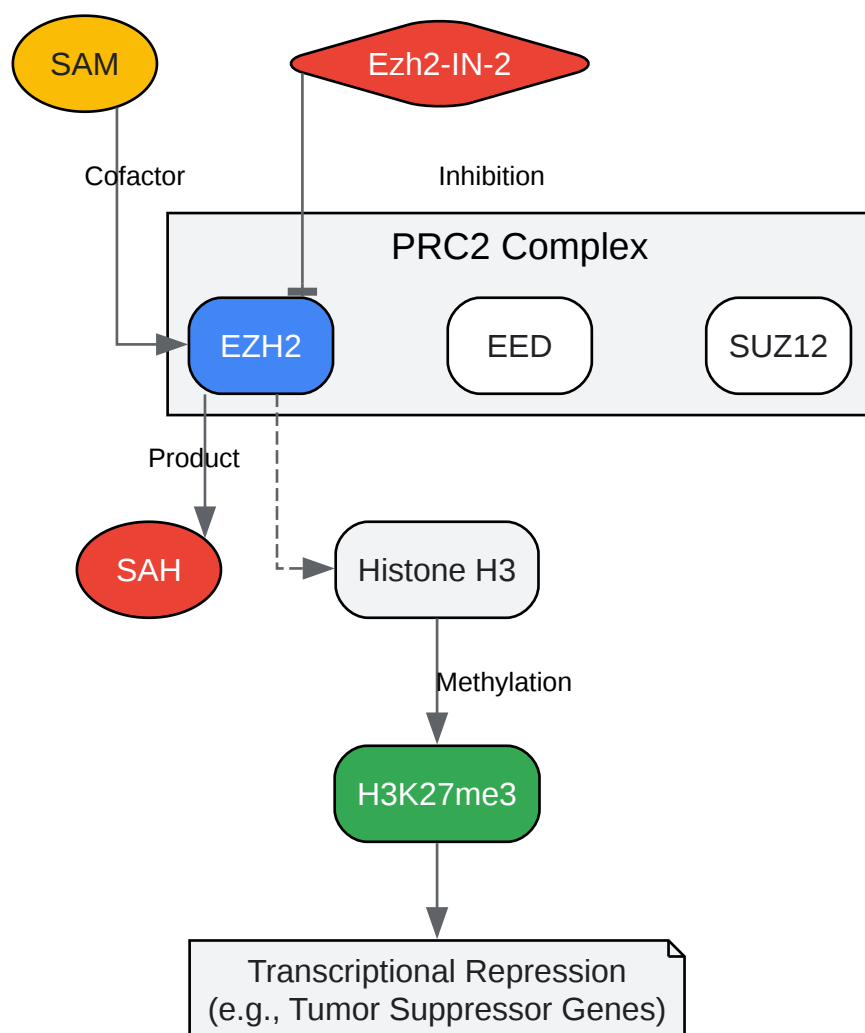 SAM
Ezh2-IN-2
Cofactor
Inhibition
PRC2 Complex
EZH2
EED
SUZ12
Product
SAH
Histone H3
Methylation
H3K27me3
Transcriptional Repression
(e.g., Tumor Suppressor Genes)